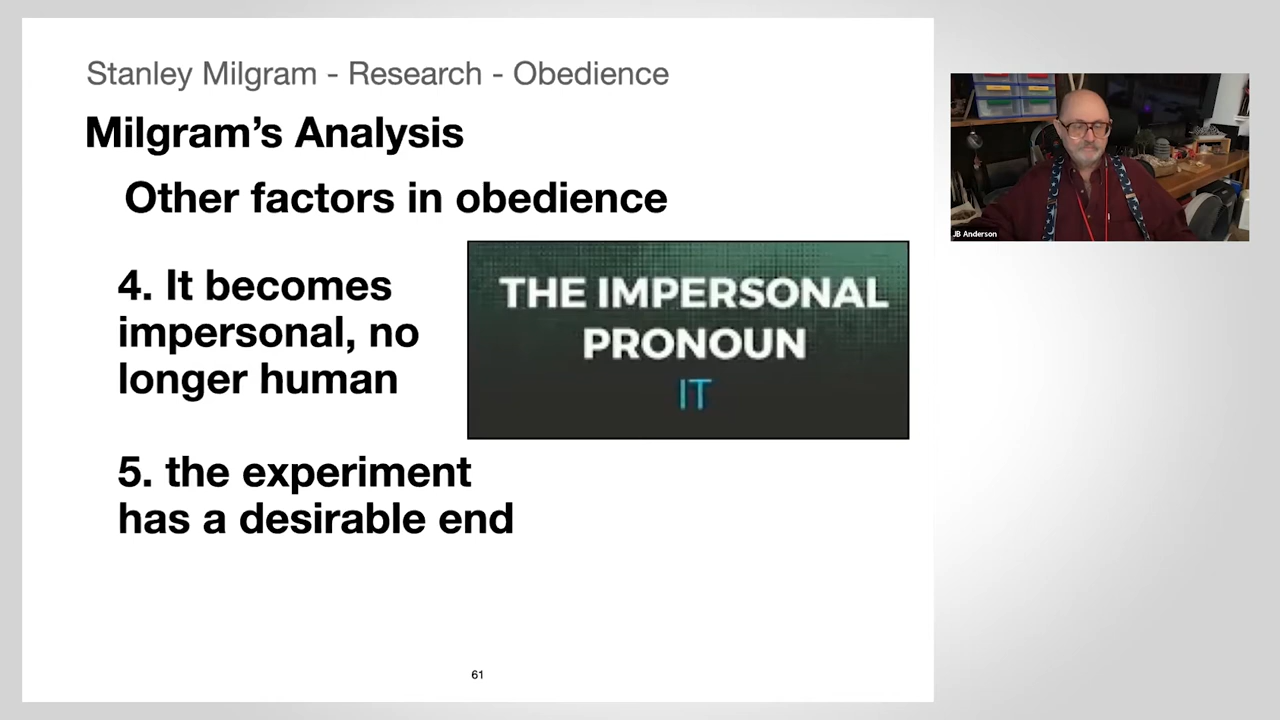 Stanley Milgram - Research - Obedience
Milgram's Analysis
Other factors in obedience
4. It becomes
impersonal, no
longer human
THE IMPERSONAL
PRONOUN
IT
5. the experiment
has a desirable end
61
JB Anderson